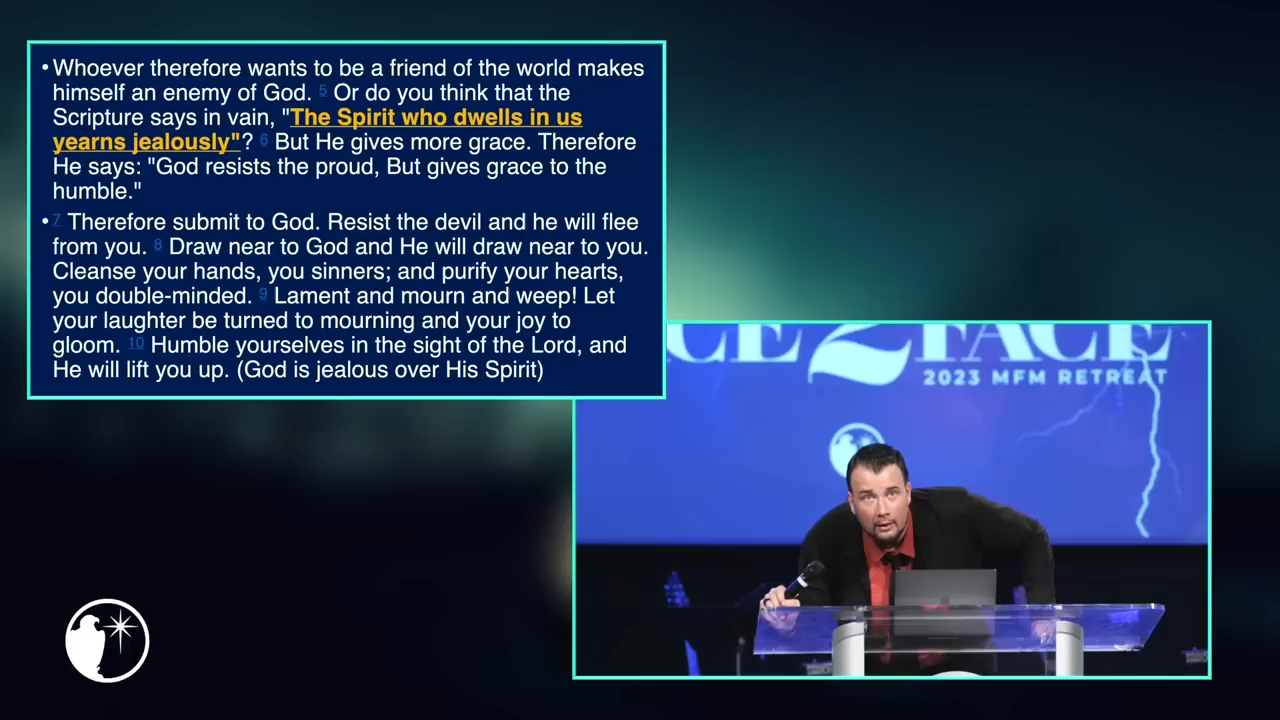 • Whoever therefore wants to be a friend of the world makes
himself an enemy of God. 5 Or do you think that the
Scripture says in vain, "The Spirit who dwells in us
yearns jealously"? 6 But He gives more grace. Therefore
He says: "God resists the proud, But gives grace to the
humble."
• 7 Therefore submit to God. Resist the devil and he will flee
from you. 8 Draw near to God and He will draw near to you.
Cleanse your hands, you sinners; and purify your hearts,
you double-minded. 9 Lament and mourn and weep! Let
your laughter be turned to mourning and your joy to
gloom. 10 Humble yourselves in the sight of the Lord, and
He will lift you up. (God is jealous over His Spirit)
CE 2 FACE
2023 MFM RETREAT